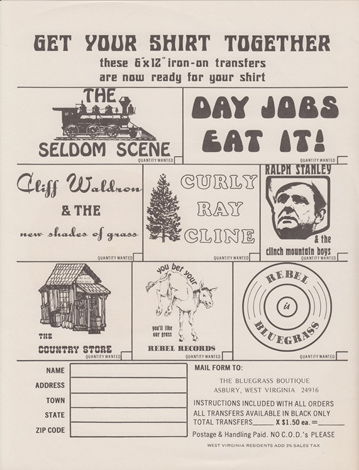 GET YOUR SHIRT TOGETHER
these 6"x12" iron-on transfers
are now ready for your shirt
THE
SELDOM SCENE
QUANTITY WANTED
DAY JOBS
EAT IT!
QUANTITY WANTED
Cliff Waldron
& THE
new shades of grass
QUANTITY WANTED
CURLY
RAY
CLINE
QUANTITY WANTED
RALPH STANLEY
& the
clinch mountain boys
QUANTITY WANTED
THE
COUNTRY STORE
QUANTITY WANTED
you bet your
you'll like
our grass
REBEL RECORDS
QUANTITY WANTED
REBEL
is
BLUEGRASS
QUANTITY WANTED
NAME
ADDRESS
TOWN
STATE
ZIP CODE
MAIL FORM TO:
THE BLUEGRASS BOUTIQUE
ASBURY, WEST VIRGINIA 24916
INSTRUCTIONS INCLUDED WITH ALL ORDERS
ALL TRANSFERS AVAILABLE IN BLACK ONLY
TOTAL TRANSFERS_____ X $1.50 ea. =_____
Postage & Handling Paid. NO C.O.D.'s PLEASE
WEST VIRGINIA RESIDENTS ADD 3% SALES TAX